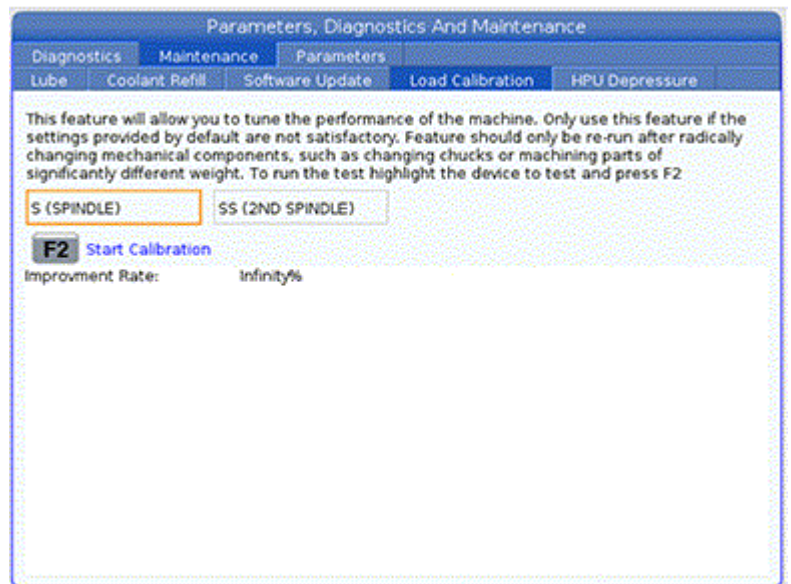 Parameters, Diagnostics And Maintenance
Diagnostics Maintenance Parameters
Lube Coolant Refill Software Update Load Calibration HPU Depressure
This feature will allow you to tune the performance of the machine. Only use this feature if the
settings provided by default are not satisfactory. Feature should only be re-run after radically
changing mechanical components, such as changing chucks or machining parts of
significantly different weight. To run the test highlight the device to test and press F2
S (SPINDLE) SS (2ND SPINDLE)
F2 Start Calibration
Improvment Rate: Infinity%